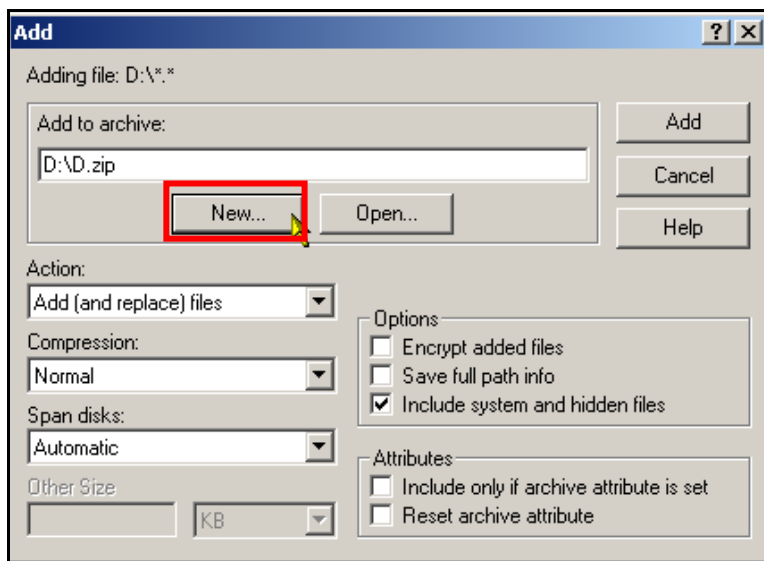 Add
Adding file: D:\*.*
Add to archive:
D:\D.zip
New...
Open...
Add
Cancel
Help
Action:
Add (and replace) files
Compression:
Normal
Span disks:
Automatic
Other Size
KB
Options
Encrypt added files
Save full path info
Include system and hidden files
Attributes
Include only if archive attribute is set
Reset archive attribute